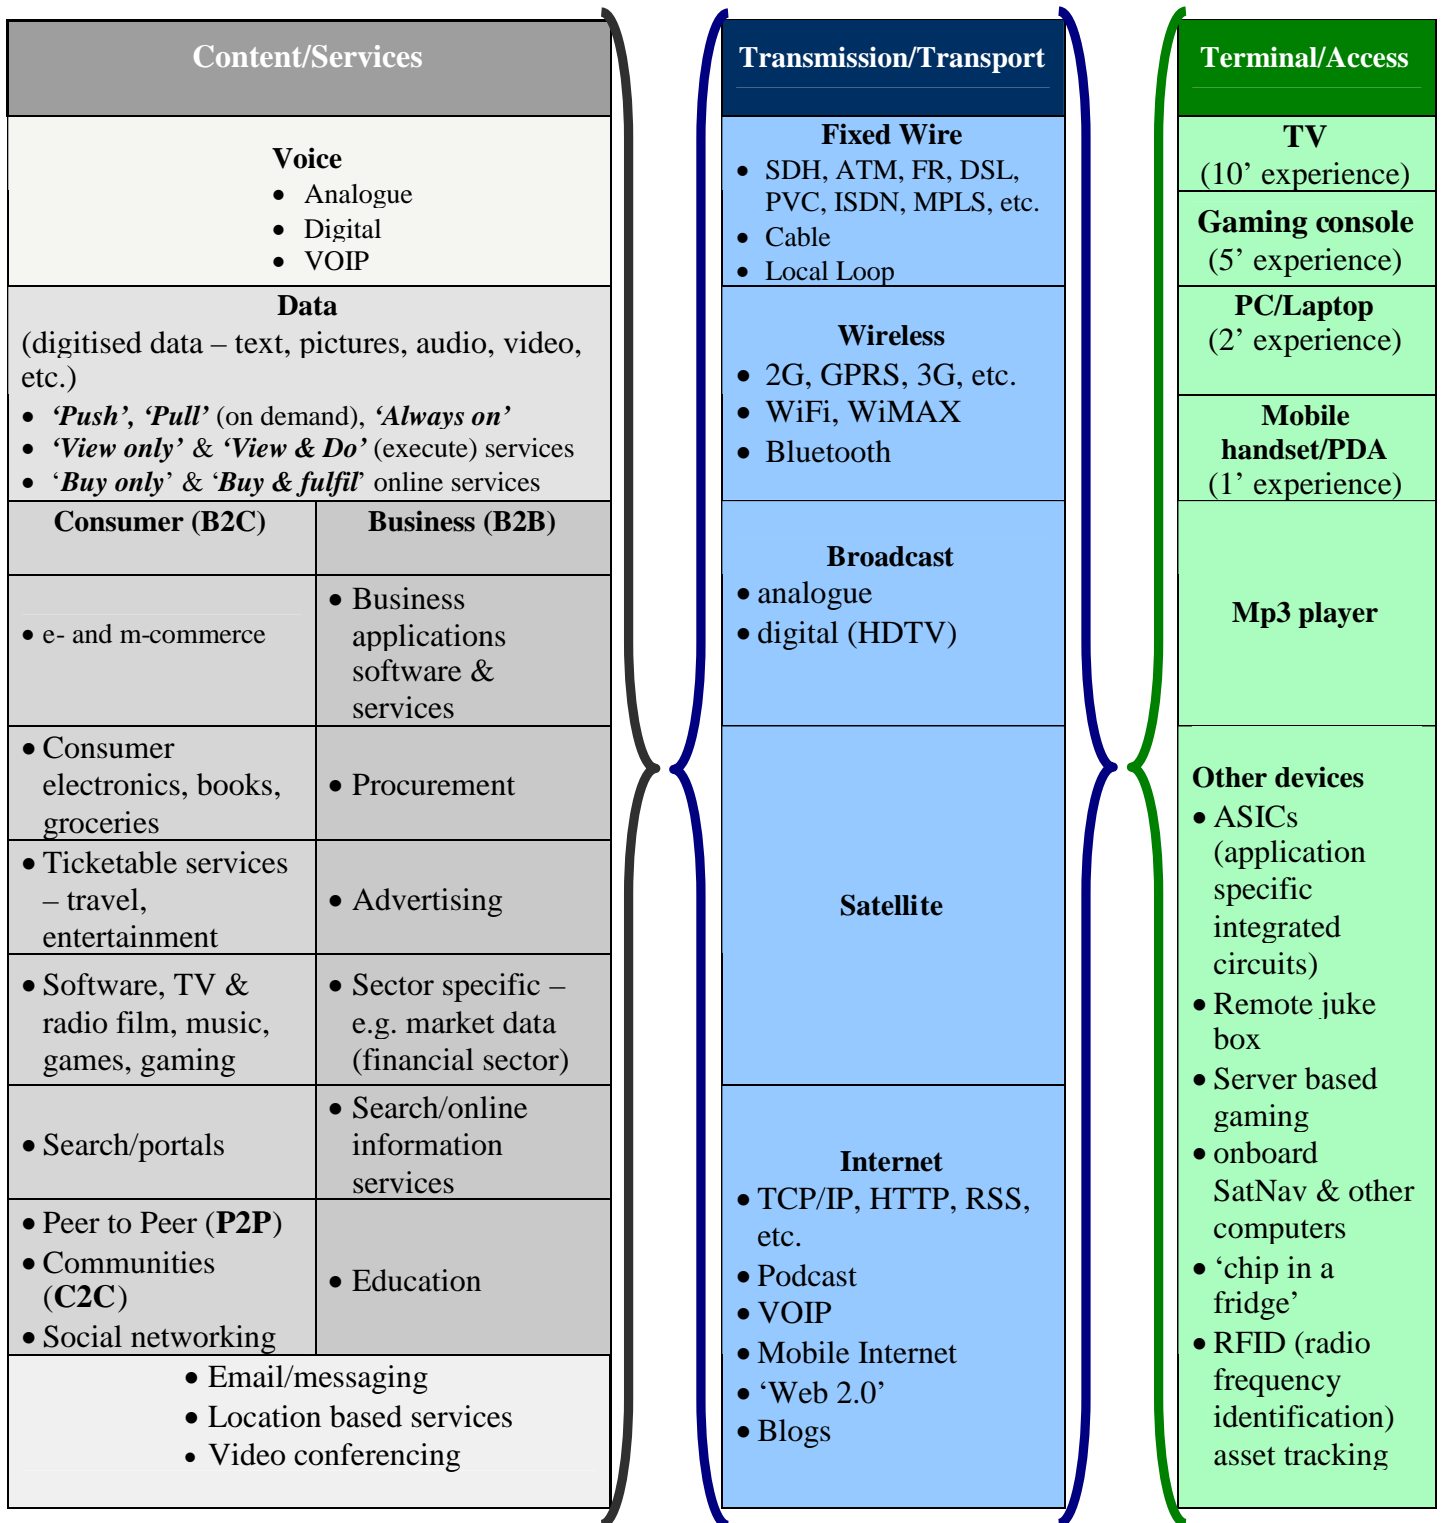 Content/Services
Voice
• Analogue
• Digital
• VOIP
Data
(digitised data – text, pictures, audio, video,
etc.)
• ‘Push’, ‘Pull’ (on demand), ‘Always on’
• ‘View only’ & ‘View & Do’ (execute) services
• ‘Buy only’ & ‘Buy & fulfil’ online services
Consumer (B2C)
Business (B2B)
• e- and m-commerce
• Business
applications
software &
services
• Consumer
electronics, books,
groceries
• Procurement
• Ticketable services
– travel,
entertainment
• Advertising
• Software, TV &
radio film, music,
games, gaming
• Sector specific –
e.g. market data
(financial sector)
• Search/portals
• Search/online
information
services
• Peer to Peer (P2P)
• Communities
(C2C)
• Social networking
• Education
• Email/messaging
• Location based services
• Video conferencing
Transmission/Transport
Fixed Wire
• SDH, ATM, FR, DSL,
PVC, ISDN, MPLS, etc.
• Cable
• Local Loop
Wireless
• 2G, GPRS, 3G, etc.
• WiFi, WiMAX
• Bluetooth
Broadcast
• analogue
• digital (HDTV)
Satellite
Internet
• TCP/IP, HTTP, RSS,
etc.
• Podcast
• VOIP
• Mobile Internet
• ‘Web 2.0’
• Blogs
Terminal/Access
TV
(10’ experience)
Gaming console
(5’ experience)
PC/Laptop
(2’ experience)
Mobile
handset/PDA
(1’ experience)
Mp3 player
Other devices
• ASICs
(application
specific
integrated
circuits)
• Remote juke
box
• Server based
gaming
• onboard
SatNav & other
computers
• ‘chip in a
fridge’
• RFID (radio
frequency
identification)
asset tracking